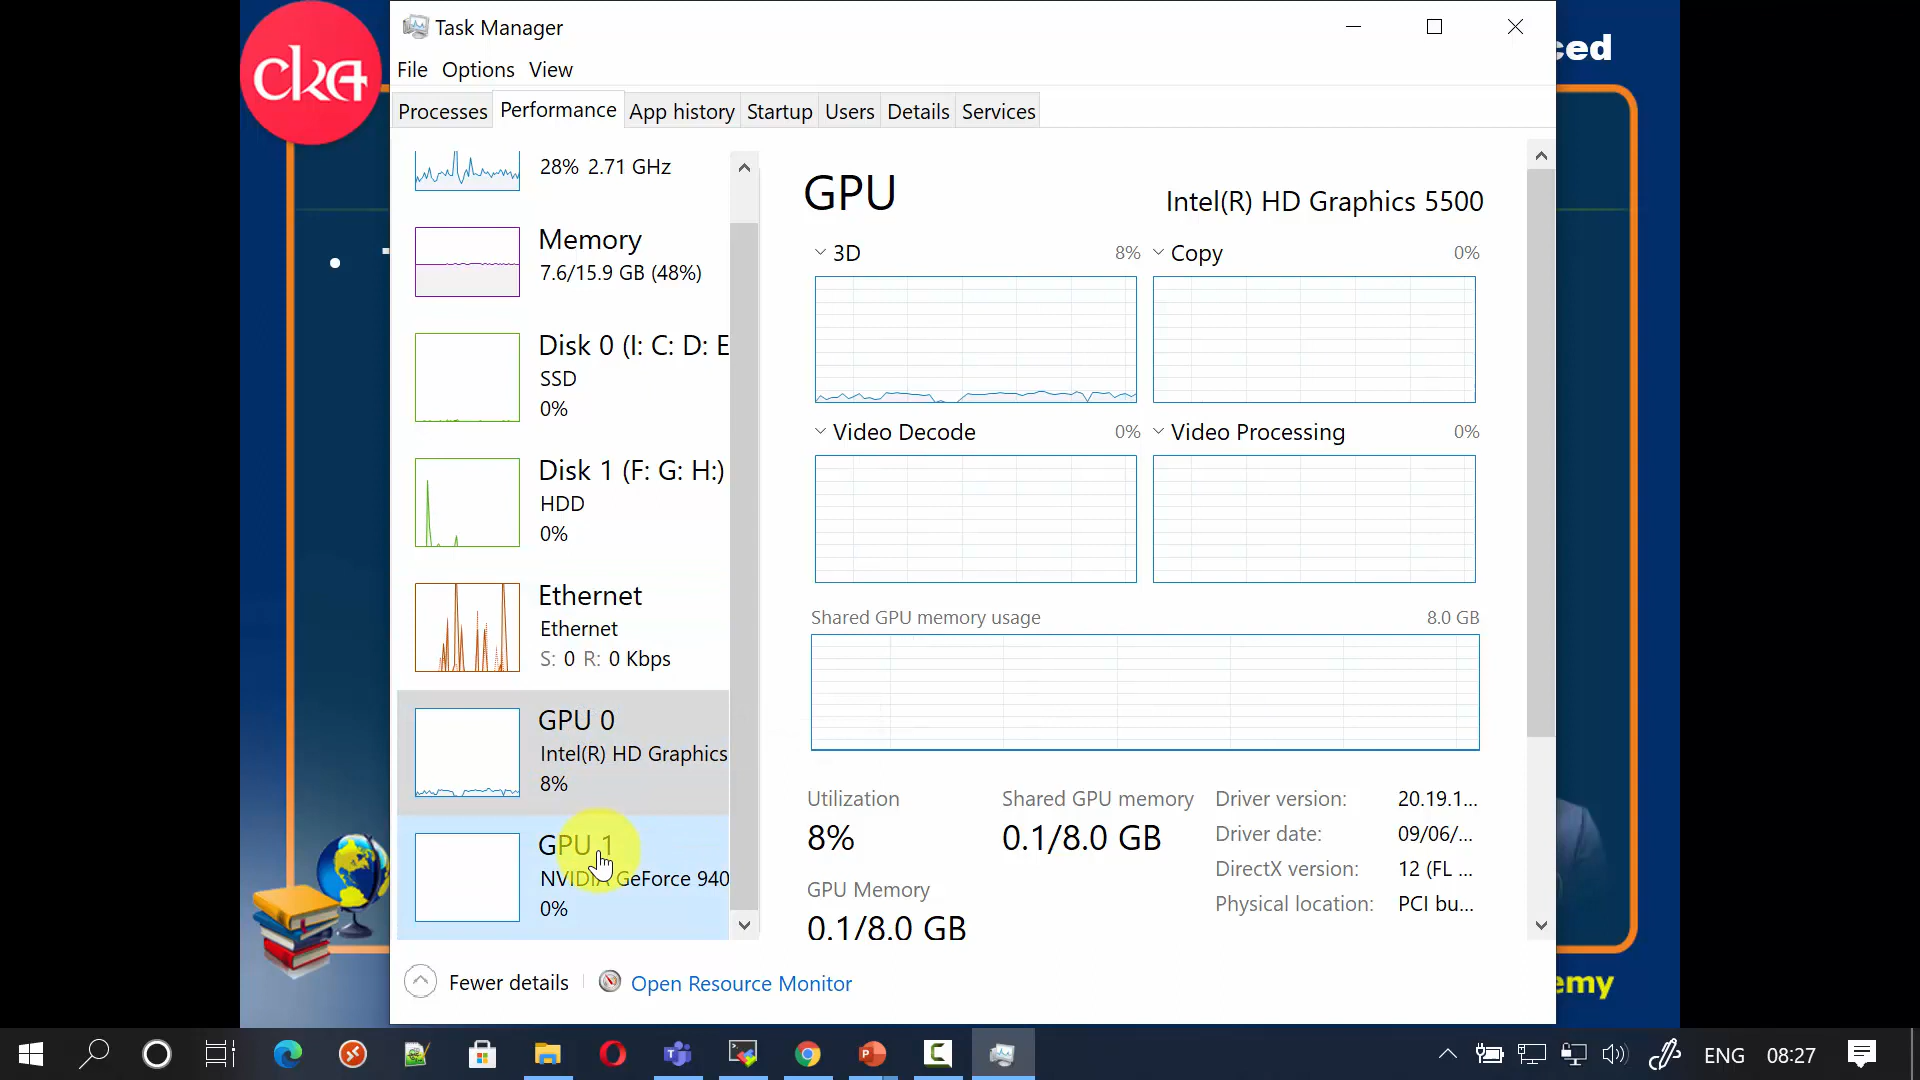 cka
Task Manager
ced
File Options View
Processes Performance App history Startup Users Details Services
28% 2.71 GHz
Memory
7.6/15.9 GB (48%)
Disk 0 (I: C: D: E
SSD
0%
Disk 1 (F: G: H:)
HDD
0%
Ethernet
Ethernet
S: 0 R: 0 Kbps
GPU 0
Intel(R) HD Graphics
8%
GPU 1
NVIDIA GeForce 940
0%
GPU
Intel(R) HD Graphics 5500
3D 8%
Copy 0%
Video Decode 0%
Video Processing 0%
Shared GPU memory usage 8.0 GB
Utilization
8%
Shared GPU memory
0.1/8.0 GB
GPU Memory
0.1/8.0 GB
Driver version: 20.19.1...
Driver date: 09/06/...
DirectX version: 12 (FL ...
Physical location: PCI bu...
Fewer details
Open Resource Monitor
emy
ENG 08:27